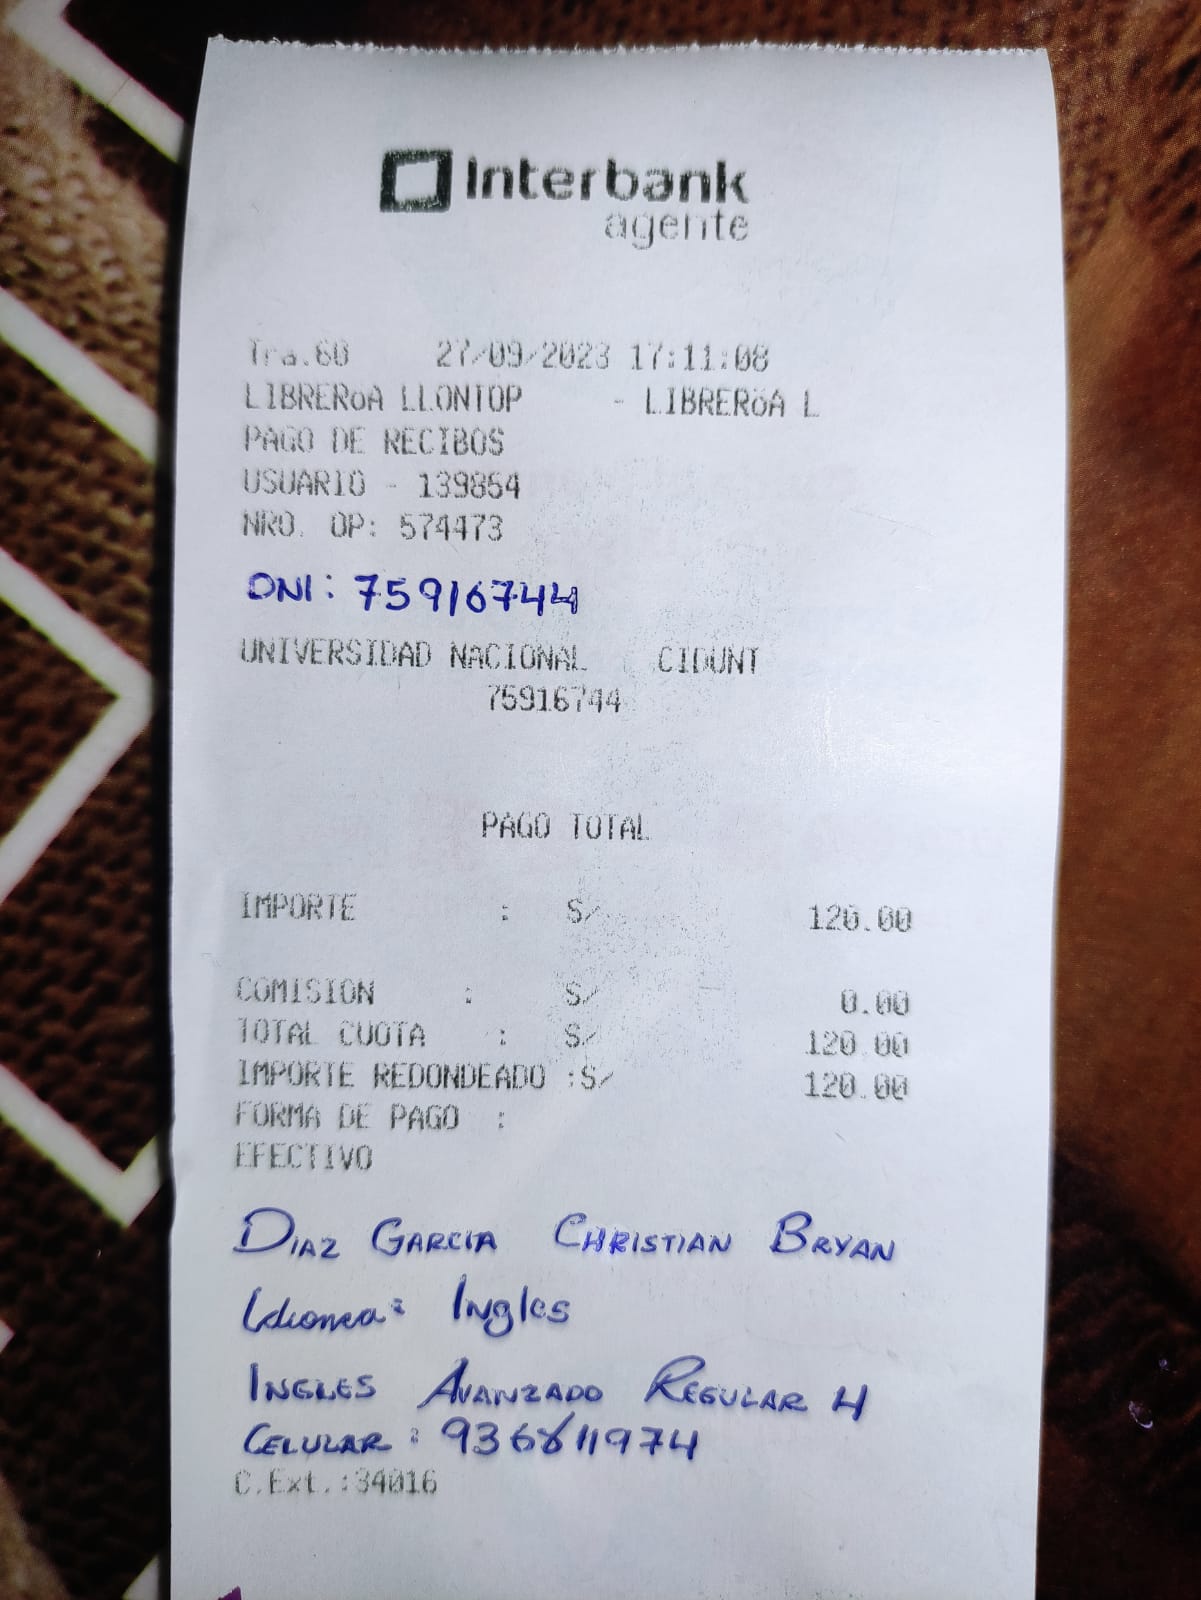 Interbank
agente
Tra.60 27/09/2023 17:11:08
LIBREROA LLONTOP - LIBREROA L
PAGO DE RECIBOS
USUARIO - 139854
NRO. OP: 574473
DNI: 75916744
UNIVERSIDAD NACIONAL CIDUNT
75916744
PAGO TOTAL
IMPORTE : S/ 120.00
COMISION : S/ 0.00
TOTAL CUOTA : S/ 120.00
IMPORTE REDONDEADO :S/ 120.00
FORMA DE PAGO :
EFECTIVO
DIAZ GARCIA CHRISTIAN BRYAN
Idioma: Ingles
INGLES AVANZADO REGULAR 4
CELULAR: 936811974
C.Ext.:34016